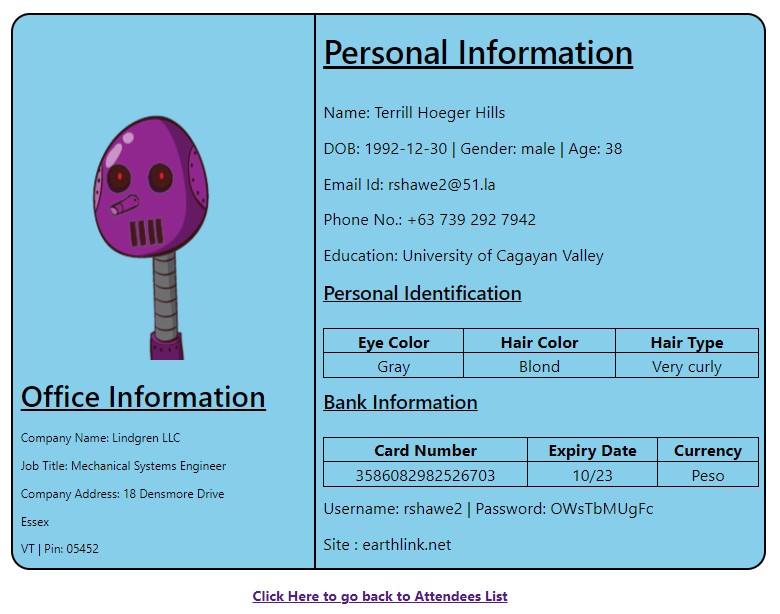 Personal Information
Name: Terrill Hoeger Hills
DOB: 1992-12-30 | Gender: male | Age: 38
Email Id: rshawe2@51.la
Phone No.: +63 739 292 7942
Education: University of Cagayan Valley
Personal Identification
Eye Color Hair Color Hair Type
Gray Blond Very curly
Bank Information
Card Number Expiry Date Currency
3586082982526703 10/23 Peso
Username: rshawe2 | Password: OWsTbMUgFc
Site : earthlink.net
Office Information
Company Name: Lindgren LLC
Job Title: Mechanical Systems Engineer
Company Address: 18 Densmore Drive
Essex
VT | Pin: 05452
Click Here to go back to Attendees List